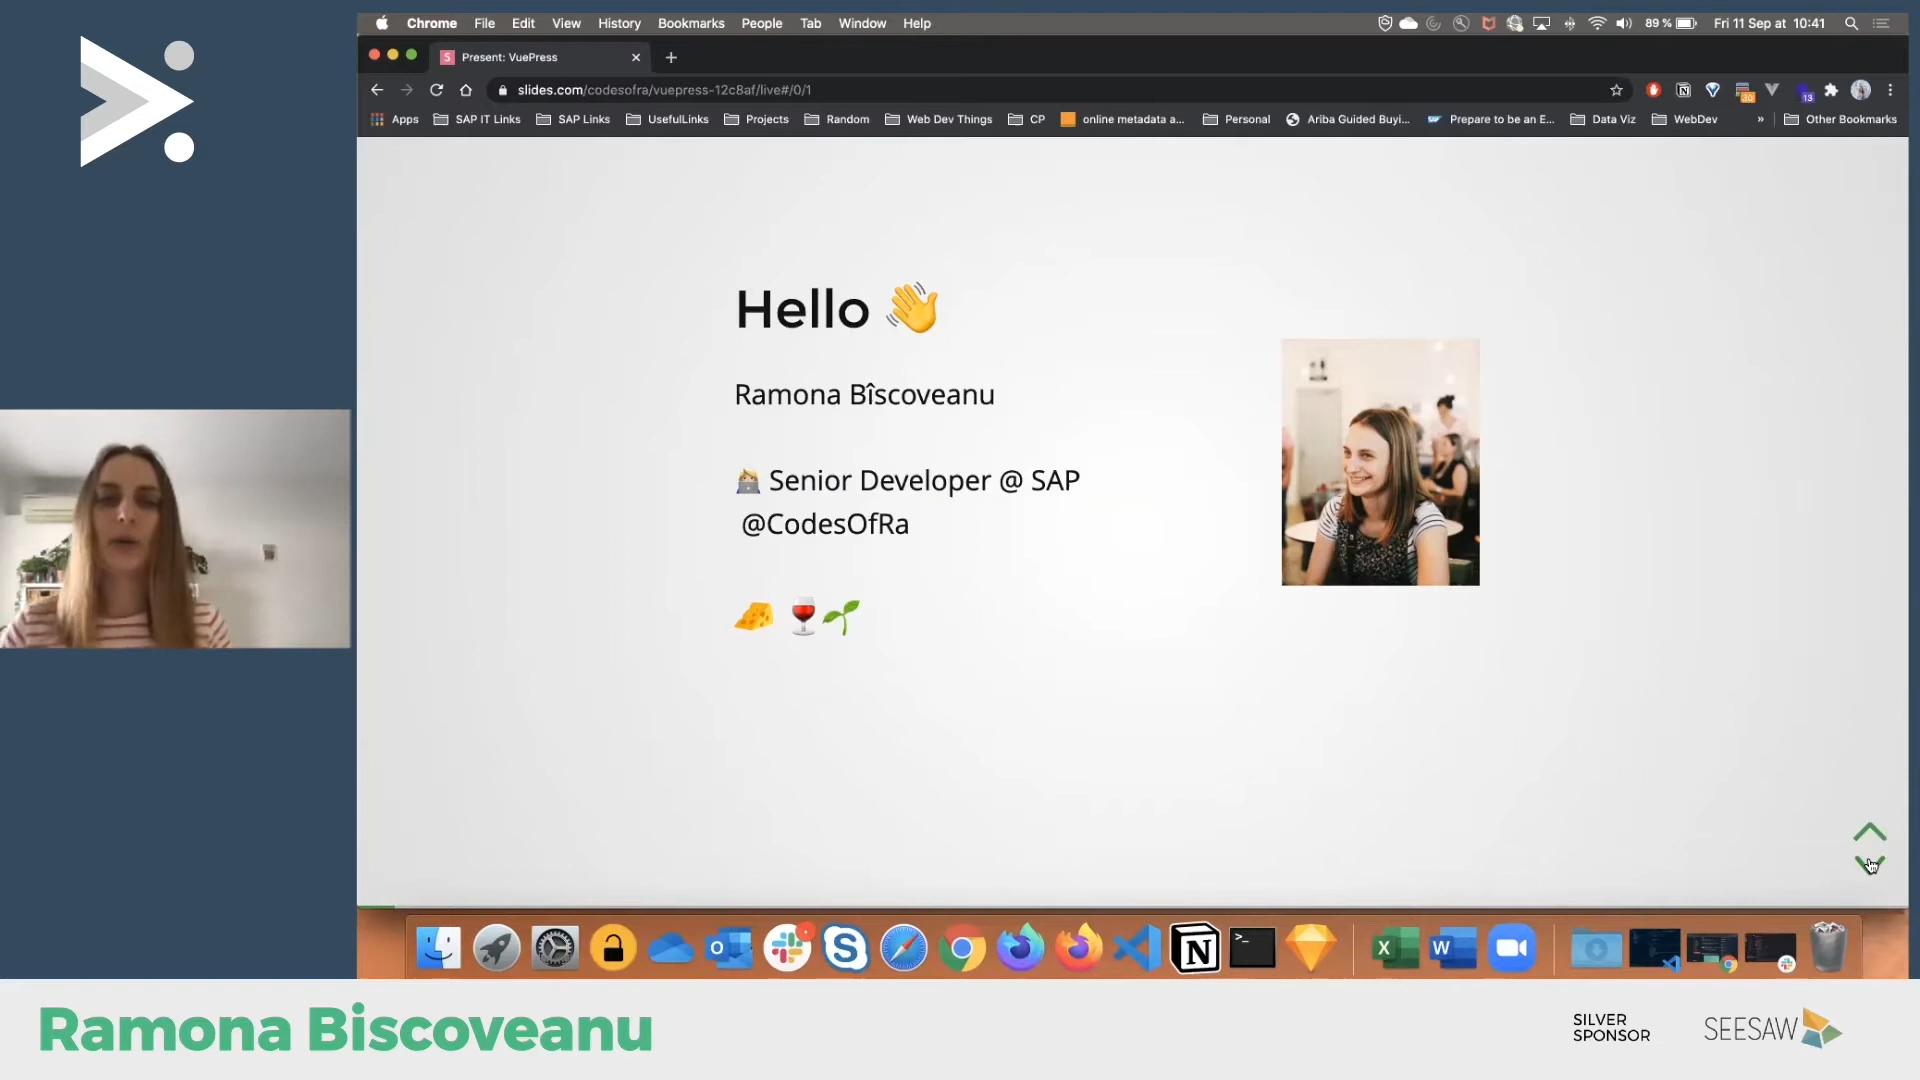 Chrome File Edit View History Bookmarks People Tab Window Help
89 % Fri 11 Sep at 10:41
S Present: VuePress
slides.com/codesofra/vuepress-12c8af/live#/0/1
Apps SAP IT Links SAP Links UsefulLinks Projects Random Web Dev Things CP online metadata a... Personal Ariba Guided Buyi... Prepare to be an E... Data Viz WebDev » Other Bookmarks
Hello
Ramona Bîscoveanu
Senior Developer @ SAP
@CodesOfRa
Ramona Biscoveanu
SILVER
SPONSOR
SEESAW